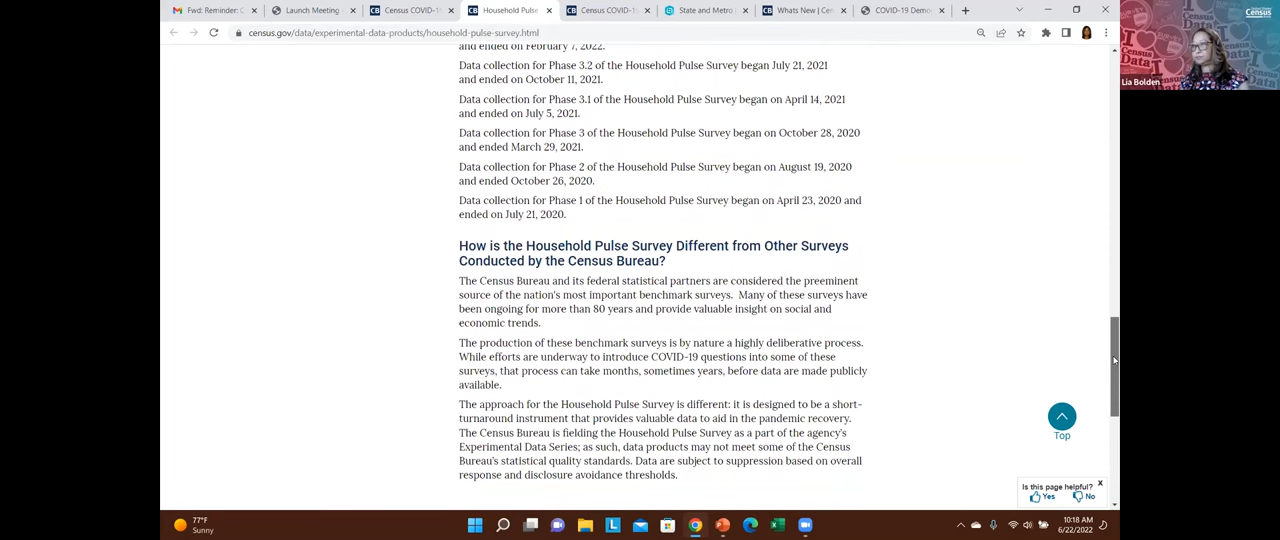 Fwd: Reminder: C
Launch Meeting -
Census COVID-1
Household Pulse
Census COVID-1
State and Metro
Whats New | Cen
COVID-19 Demo
census.gov/data/experimental-data-products/household-pulse-survey.html
United States
Census
Bureau
I
Census
Data!
Lia Bolden
and ended on February 7, 2022.
Data collection for Phase 3.2 of the Household Pulse Survey began July 21, 2021
and ended on October 11, 2021.
Data collection for Phase 3.1 of the Household Pulse Survey began on April 14, 2021
and ended on July 5, 2021.
Data collection for Phase 3 of the Household Pulse Survey began on October 28, 2020
and ended March 29, 2021.
Data collection for Phase 2 of the Household Pulse Survey began on August 19, 2020
and ended October 26, 2020.
Data collection for Phase 1 of the Household Pulse Survey began on April 23, 2020 and
ended on July 21, 2020.
How is the Household Pulse Survey Different from Other Surveys
Conducted by the Census Bureau?
The Census Bureau and its federal statistical partners are considered the preeminent
source of the nation's most important benchmark surveys. Many of these surveys have
been ongoing for more than 80 years and provide valuable insight on social and
economic trends.
The production of these benchmark surveys is by nature a highly deliberative process.
While efforts are underway to introduce COVID-19 questions into some of these
surveys, that process can take months, sometimes years, before data are made publicly
available.
The approach for the Household Pulse Survey is different: it is designed to be a short-
turnaround instrument that provides valuable data to aid in the pandemic recovery.
The Census Bureau is fielding the Household Pulse Survey as a part of the agency's
Experimental Data Series; as such, data products may not meet some of the Census
Bureau's statistical quality standards. Data are subject to suppression based on overall
response and disclosure avoidance thresholds.
Top
Is this page helpful?
X
Yes
No
77°F
Sunny
10:18 AM
6/22/2022